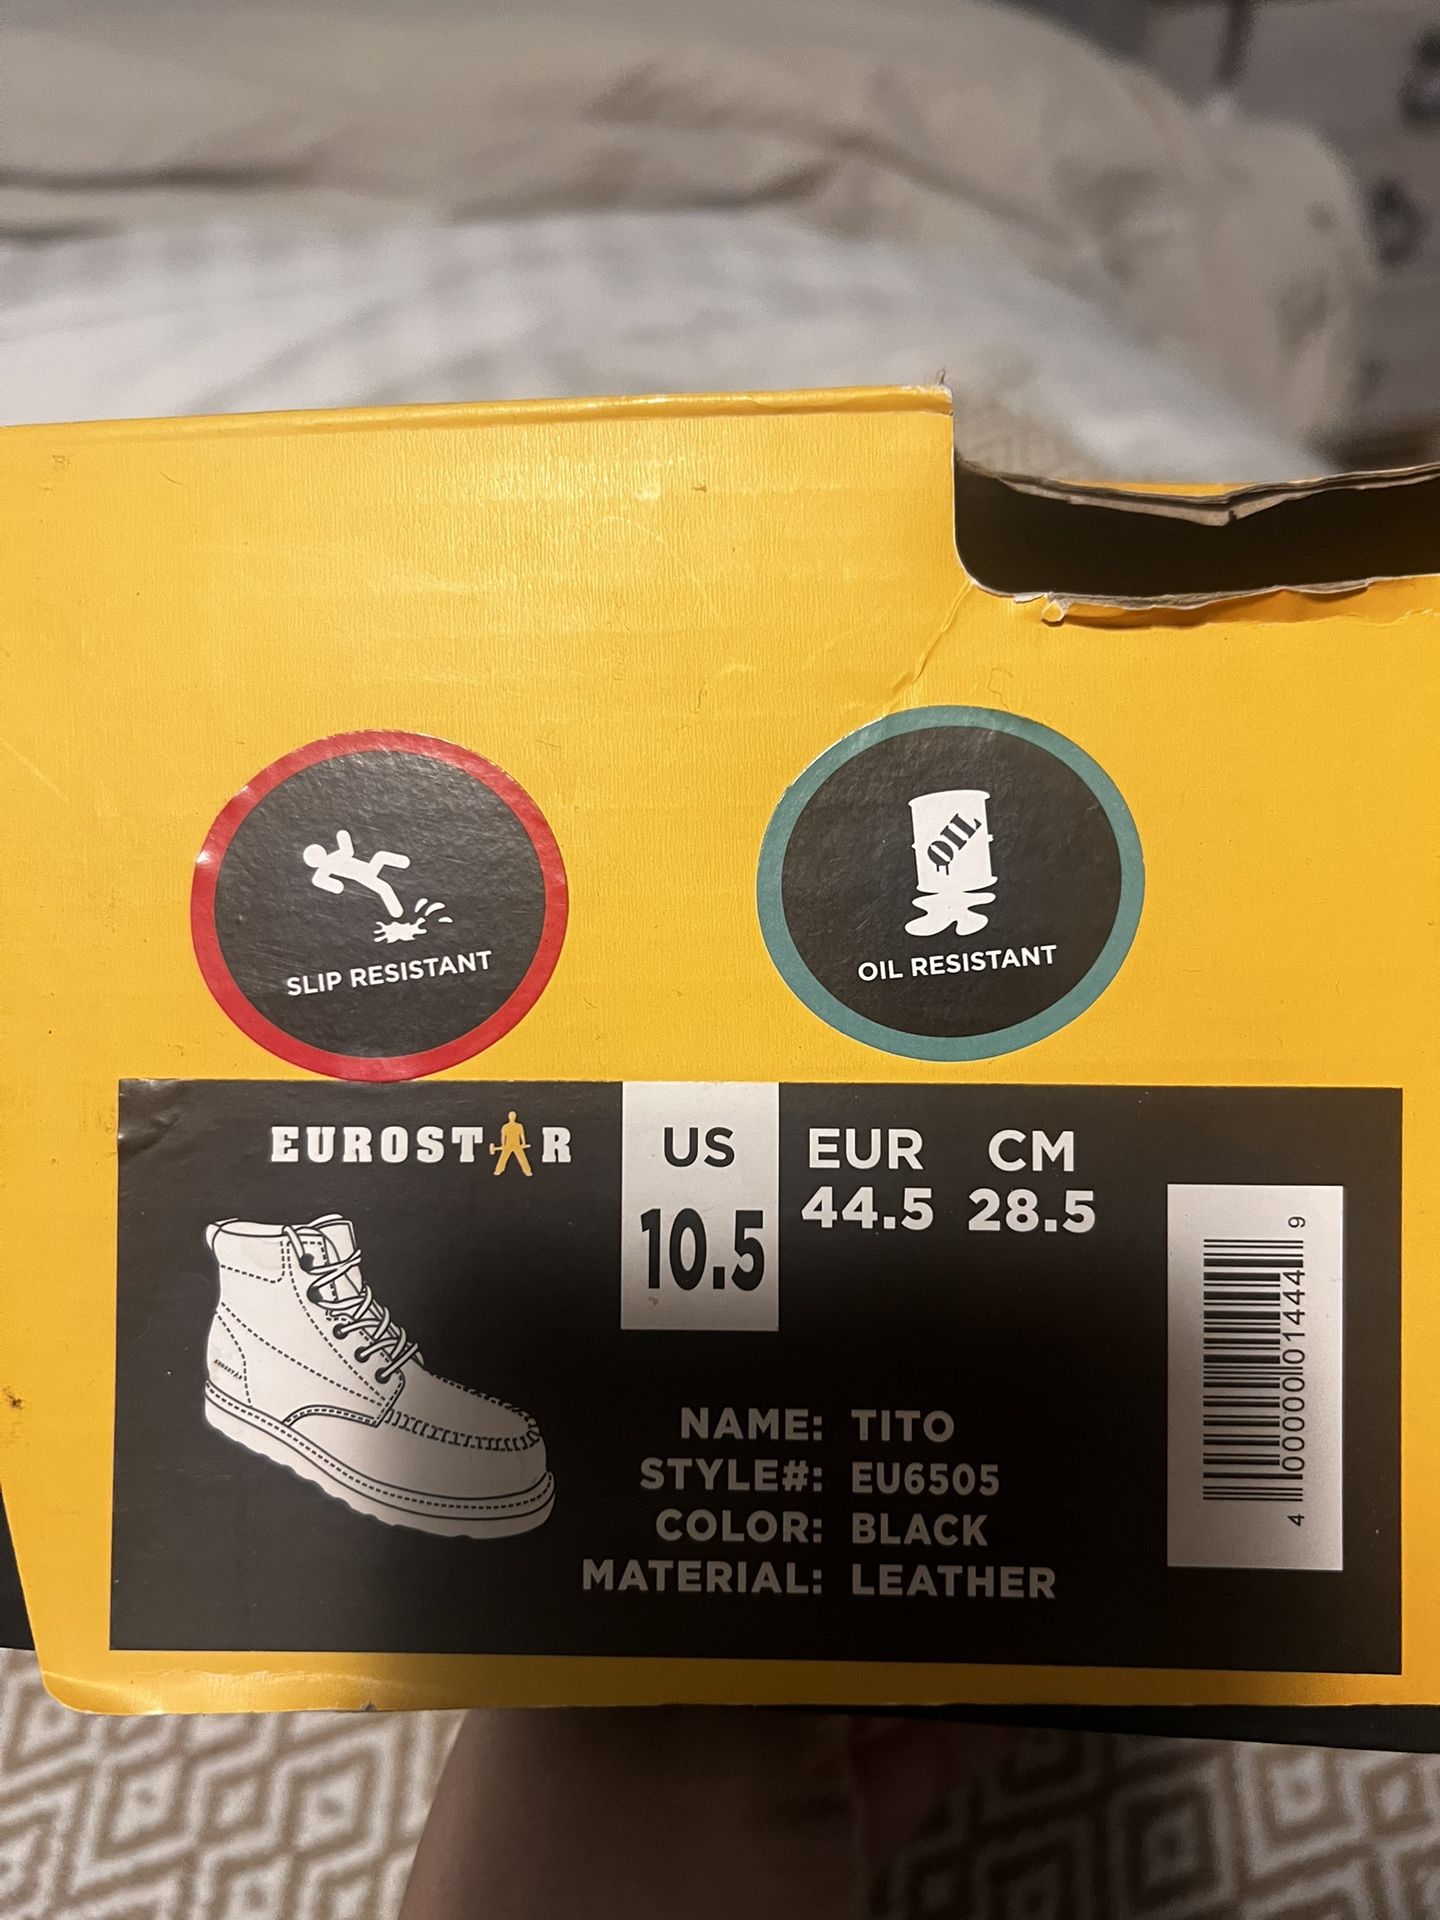 SLIP RESISTANT
OIL
OIL RESISTANT
EUROSTAR
US
10.5
EUR
44.5
CM
28.5
EUROSTAR
NAME: TITO
STYLE#: EU6505
COLOR: BLACK
MATERIAL: LEATHER
4 000000 014449